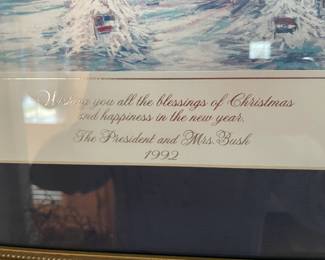 Wishing you all the blessings of Christmas
and happiness in the new year.
The President and Mrs. Bush
1992